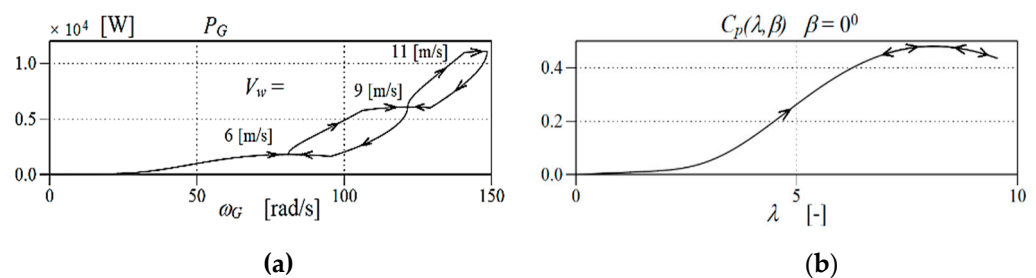 × 10⁴ [W] P_G
11 [m/s]
1.0
V_w =
9 [m/s]
0.5
6 [m/s]
0.0
0 50 100 150
ω_G [rad/s]
(a)
C_p(λ,β) β = 0⁰
0.4
0.2
0.0
0 5 10
λ [-]
(b)